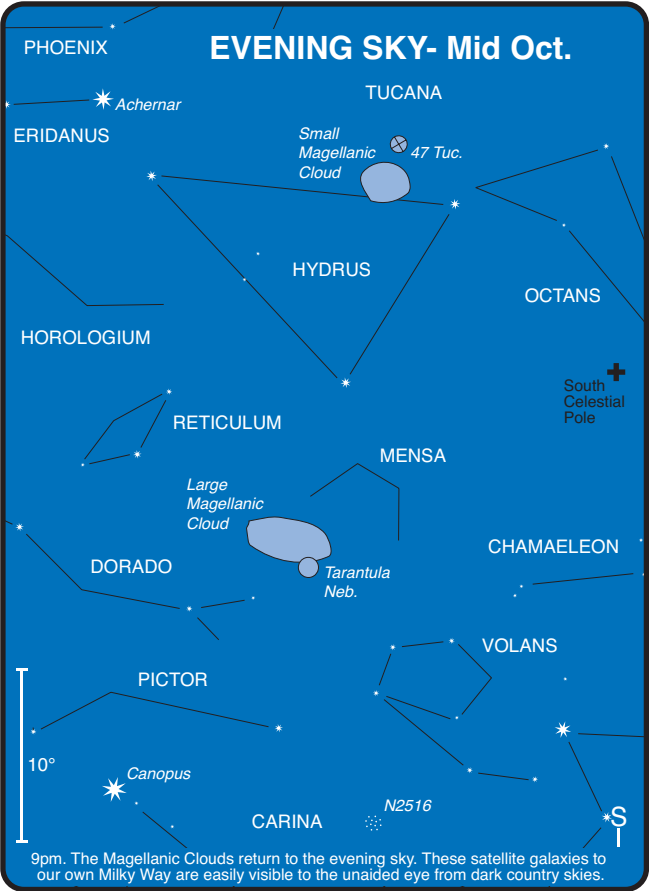 EVENING SKY- Mid Oct.
PHOENIX
TUCANA
Achernar
ERIDANUS
Small
Magellanic
Cloud
47 Tuc.
HYDRUS
OCTANS
HOROLOGIUM
South
Celestial
Pole
RETICULUM
MENSA
Large
Magellanic
Cloud
CHAMAELEON
DORADO
Tarantula
Neb.
VOLANS
PICTOR
10°
Canopus
N2516
CARINA
S
9pm. The Magellanic Clouds return to the evening sky. These satellite galaxies to
our own Milky Way are easily visible to the unaided eye from dark country skies.